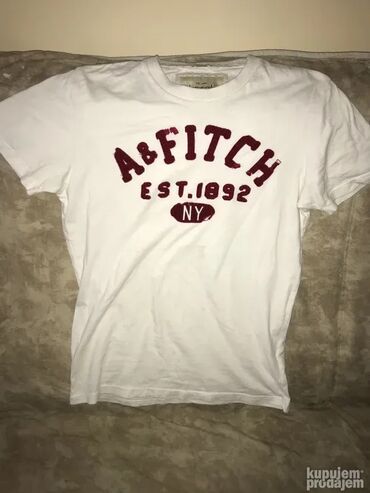 A&FITCH
EST.1892
NY
kupujem
prodajem